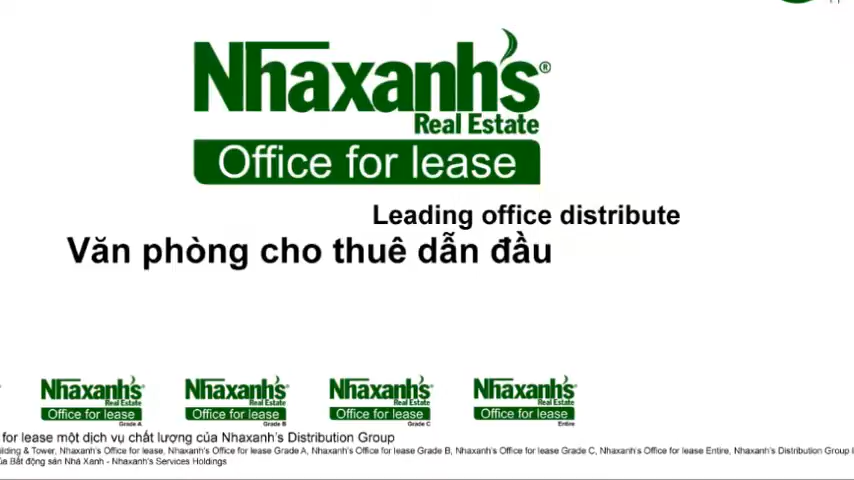 Nhaxanh's®
Real Estate
Office for lease
Leading office distribute
Văn phòng cho thuê dẫn đầu
Nhaxanh's Nhaxanh's Nhaxanh's Nhaxanh's
Real Estate Real Estate Real Estate Real Estate
Office for lease Office for lease Office for lease Office for lease
Grade A Grade B Grade C Entire
for lease một dịch vụ chất lượng của Nhaxanh's Distribution Group
ilding & Tower, Nhaxanh's Office for lease, Nhaxanh's Office for lease Grade A, Nhaxanh's Office for lease Grade B, Nhaxanh's Office for lease Grade C, Nhaxanh's Office for lease Entire, Nhaxanh's Distribution Group
ủa Bất động sản Nhà Xanh - Nhaxanh's Services Holdings